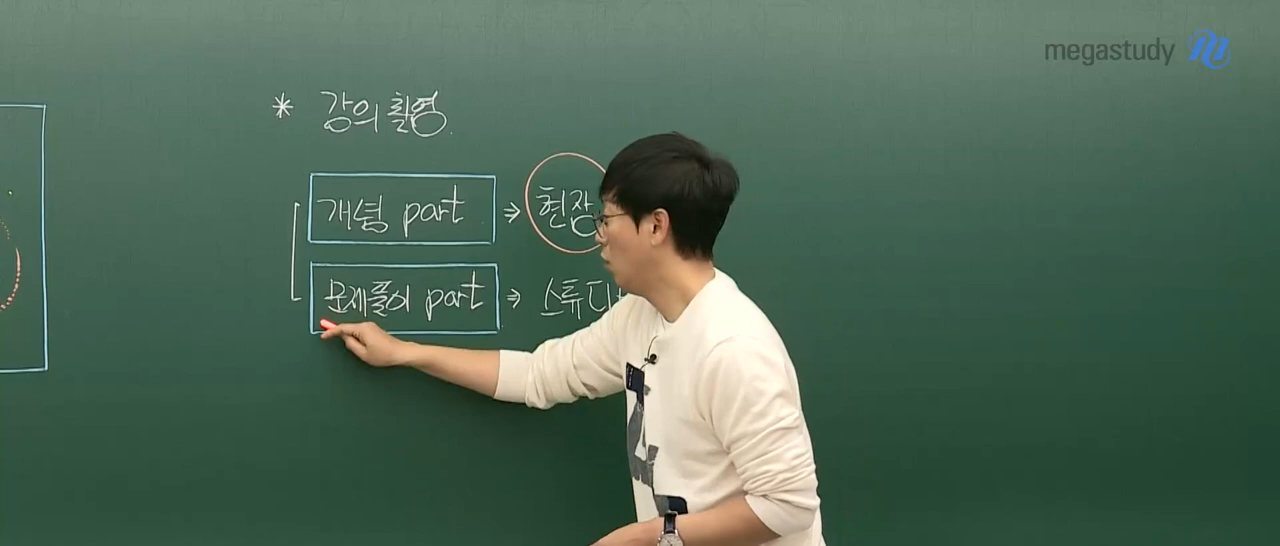 megastudy
* 강의 촬영.
개념 part ⇒ 현장
문제풀이 part ⇒ 스튜디